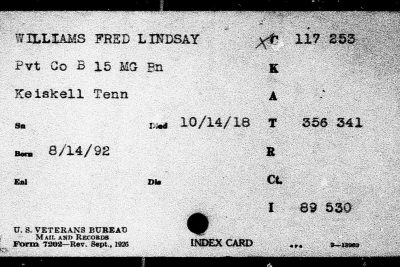 WILLIAMS FRED LINDSAY X C 117 253
Pvt Co B 15 MG Bn K
Keiskell Tenn A
Sn Died 10/14/18 T 356 341
Born 8/14/92 R
Enl Dis Ct.
I 89 530
U. S. VETERANS BUREAU
MAIL AND RECORDS
Form 7202—Rev. Sept., 1926 INDEX CARD